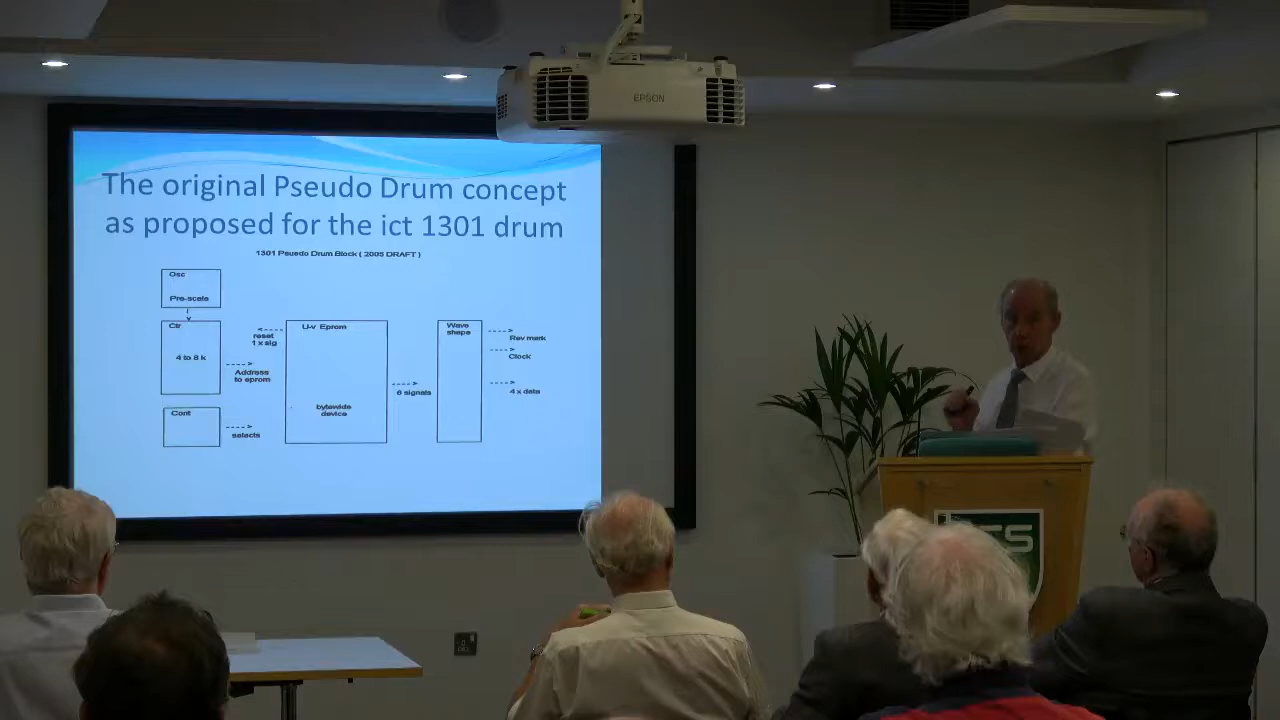 EPSON
The original Pseudo Drum concept
as proposed for the ict 1301 drum
1301 Psuedo Drum Block ( 2005 DRAFT )
Osc
Pre-scale
Ctr
4 to 8 k
Cont
reset
1 x sig
Address
to eprom
selects
U-v Eprom
bytewide
device
6 signals
Wave
shape
Rev mark
Clock
4 x data